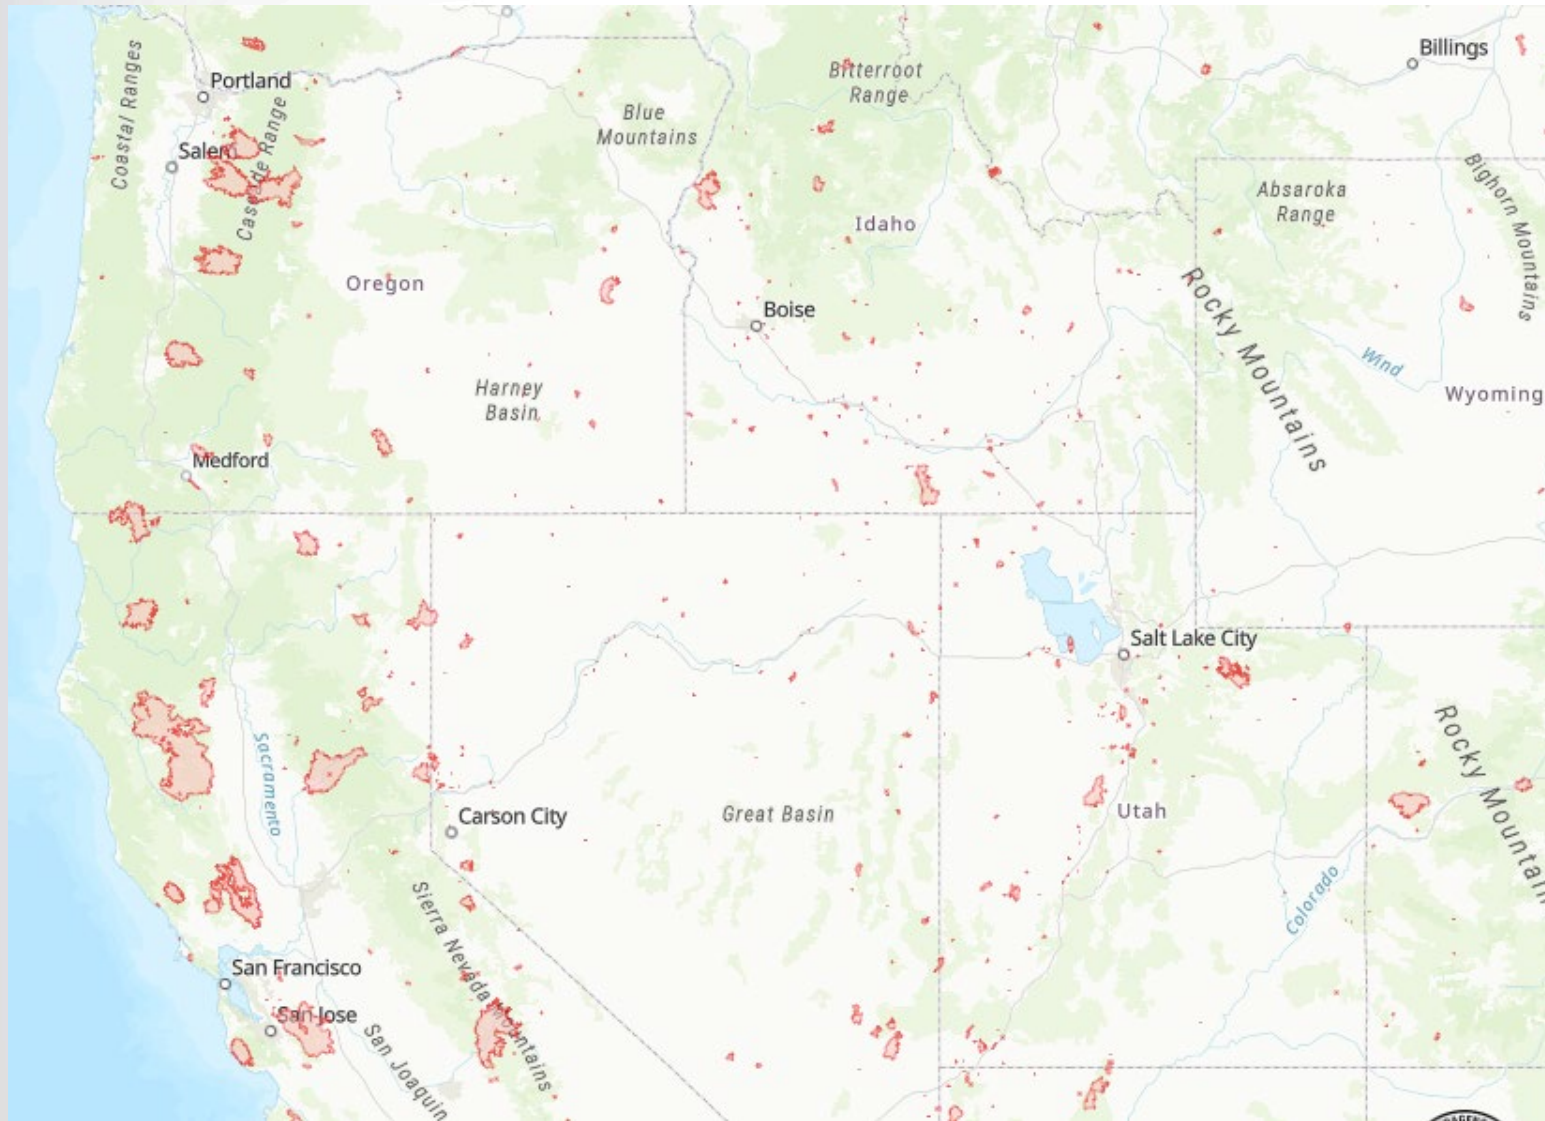 Billings
Coastal Ranges
Portland
Bitterroot
Range
Blue
Mountains
Salem
Cascade Range
Absaroka
Range
Bighorn Mountains
Idaho
Oregon
Boise
Rocky Mountains
Wind
Wyoming
Harney
Basin
Medford
Salt Lake City
Sacramento
Rocky Mountain
Carson City
Great Basin
Utah
Colorado
Sierra Nevada Mountains
San Francisco
San Jose
San Joaquin